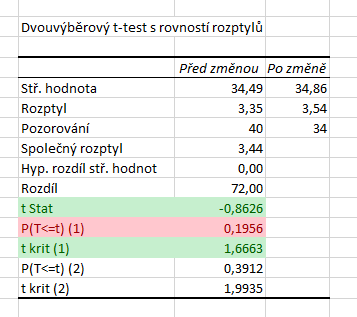 Dvouvýběrový t-test s rovností rozptylů
Před změnou Po změně
Stř. hodnota 34,49 34,86
Rozptyl 3,35 3,54
Pozorování 40 34
Společný rozptyl 3,44
Hyp. rozdíl stř. hodnot 0,00
Rozdíl 72,00
t Stat -0,8626
P(T<=t) (1) 0,1956
t krit (1) 1,6663
P(T<=t) (2) 0,3912
t krit (2) 1,9935